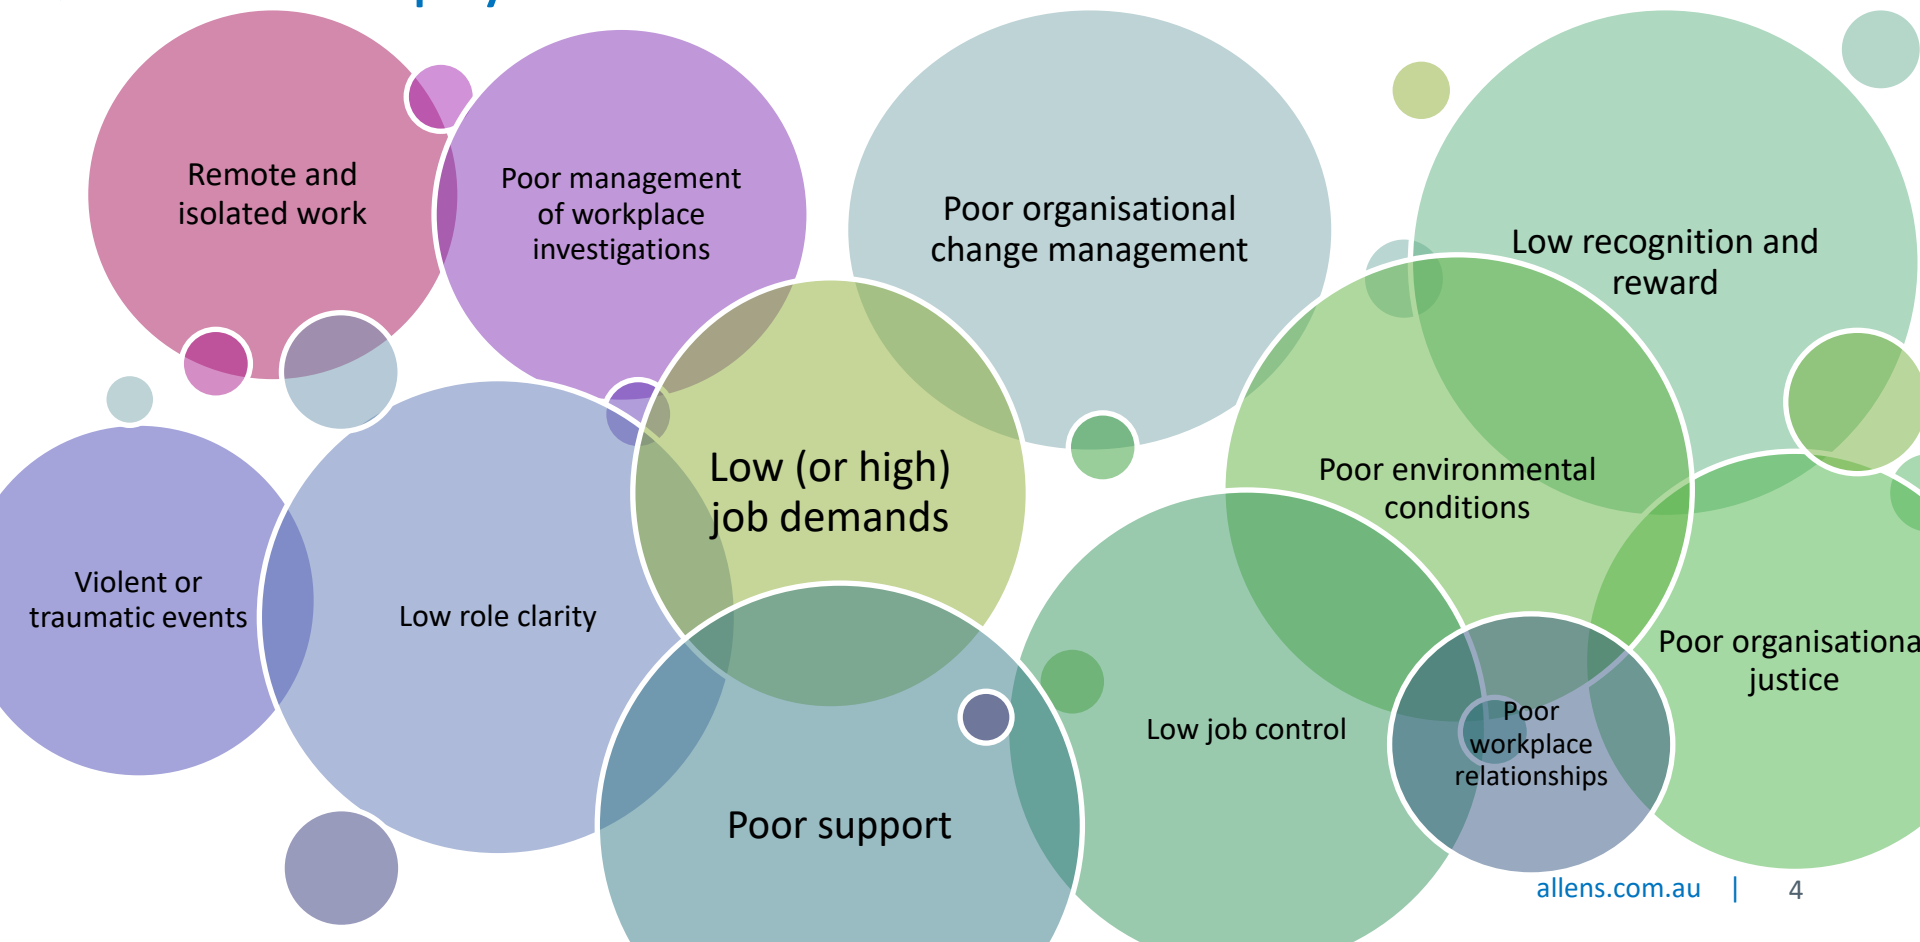 Remote and
isolated work
Poor management
of workplace
investigations
Poor organisational
change management
Low recognition and
reward
Low (or high)
job demands
Poor environmental
conditions
Violent or
traumatic events
Low role clarity
Poor organisationa
justice
Low job control
Poor
workplace
relationships
Poor support
allens.com.au | 4